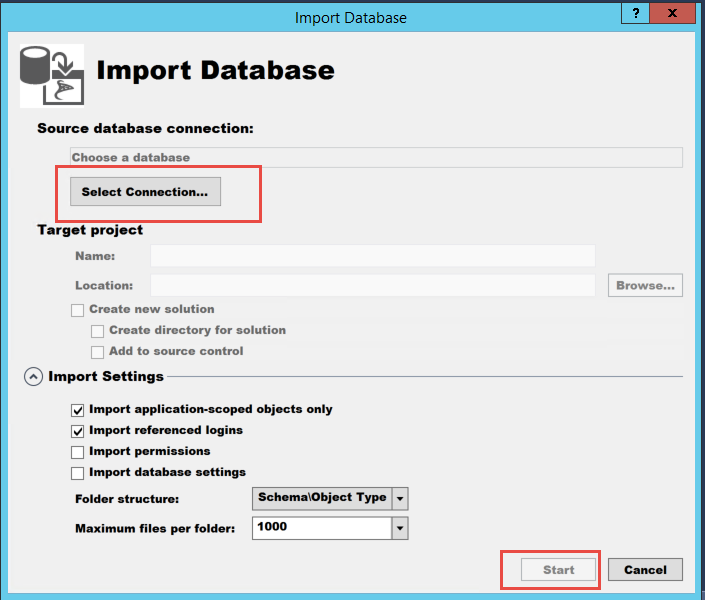 Import Database
? x
Import Database
Source database connection:
Choose a database
Select Connection...
Target project
Name:
Location:
Browse...
Create new solution
Create directory for solution
Add to source control
Import Settings
Import application-scoped objects only
Import referenced logins
Import permissions
Import database settings
Folder structure: Schema\Object Type
Maximum files per folder: 1000
Start Cancel